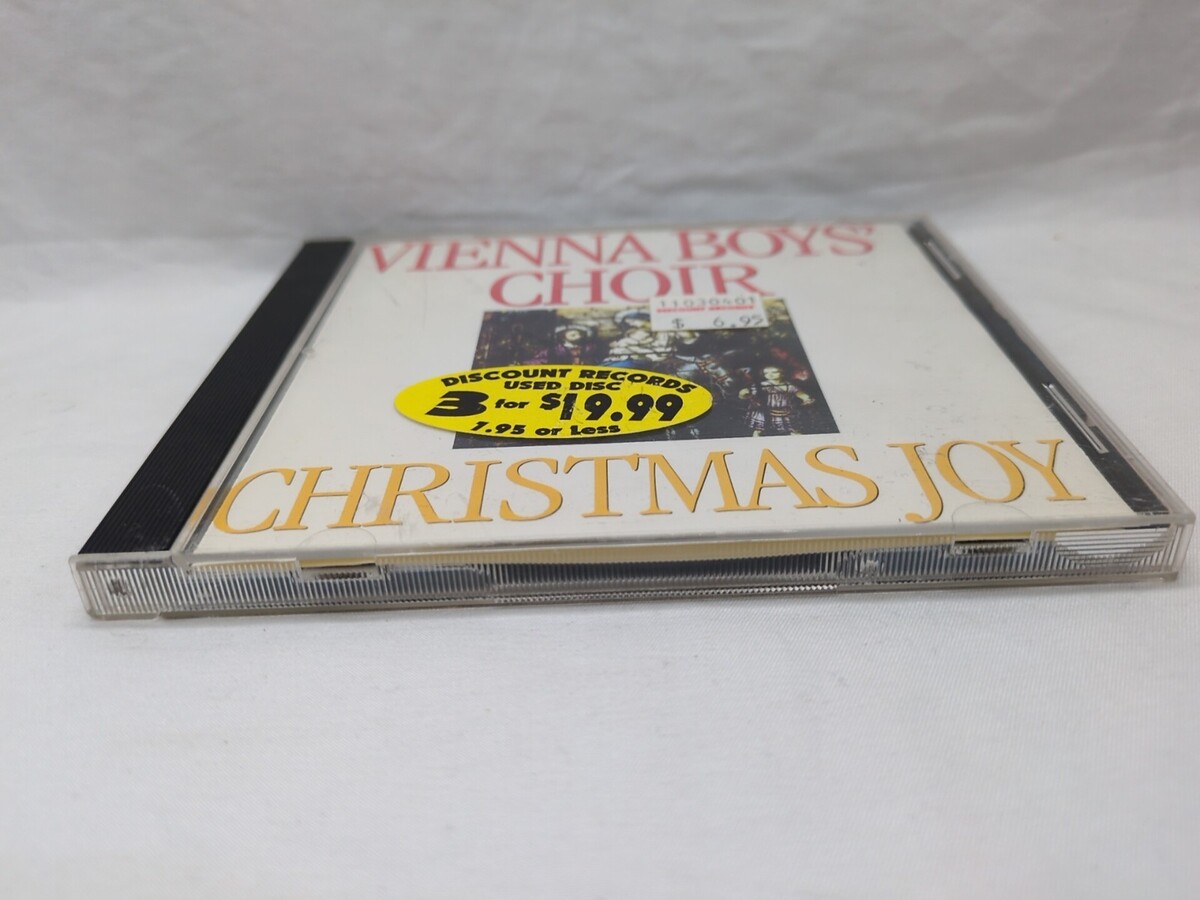 VIENNA BOYS'
CHOIR
11020401
$ 6.95
DISCOUNT RECORDS
USED DISC
3 for $19.99
7.95 or Less
CHRISTMAS JOY